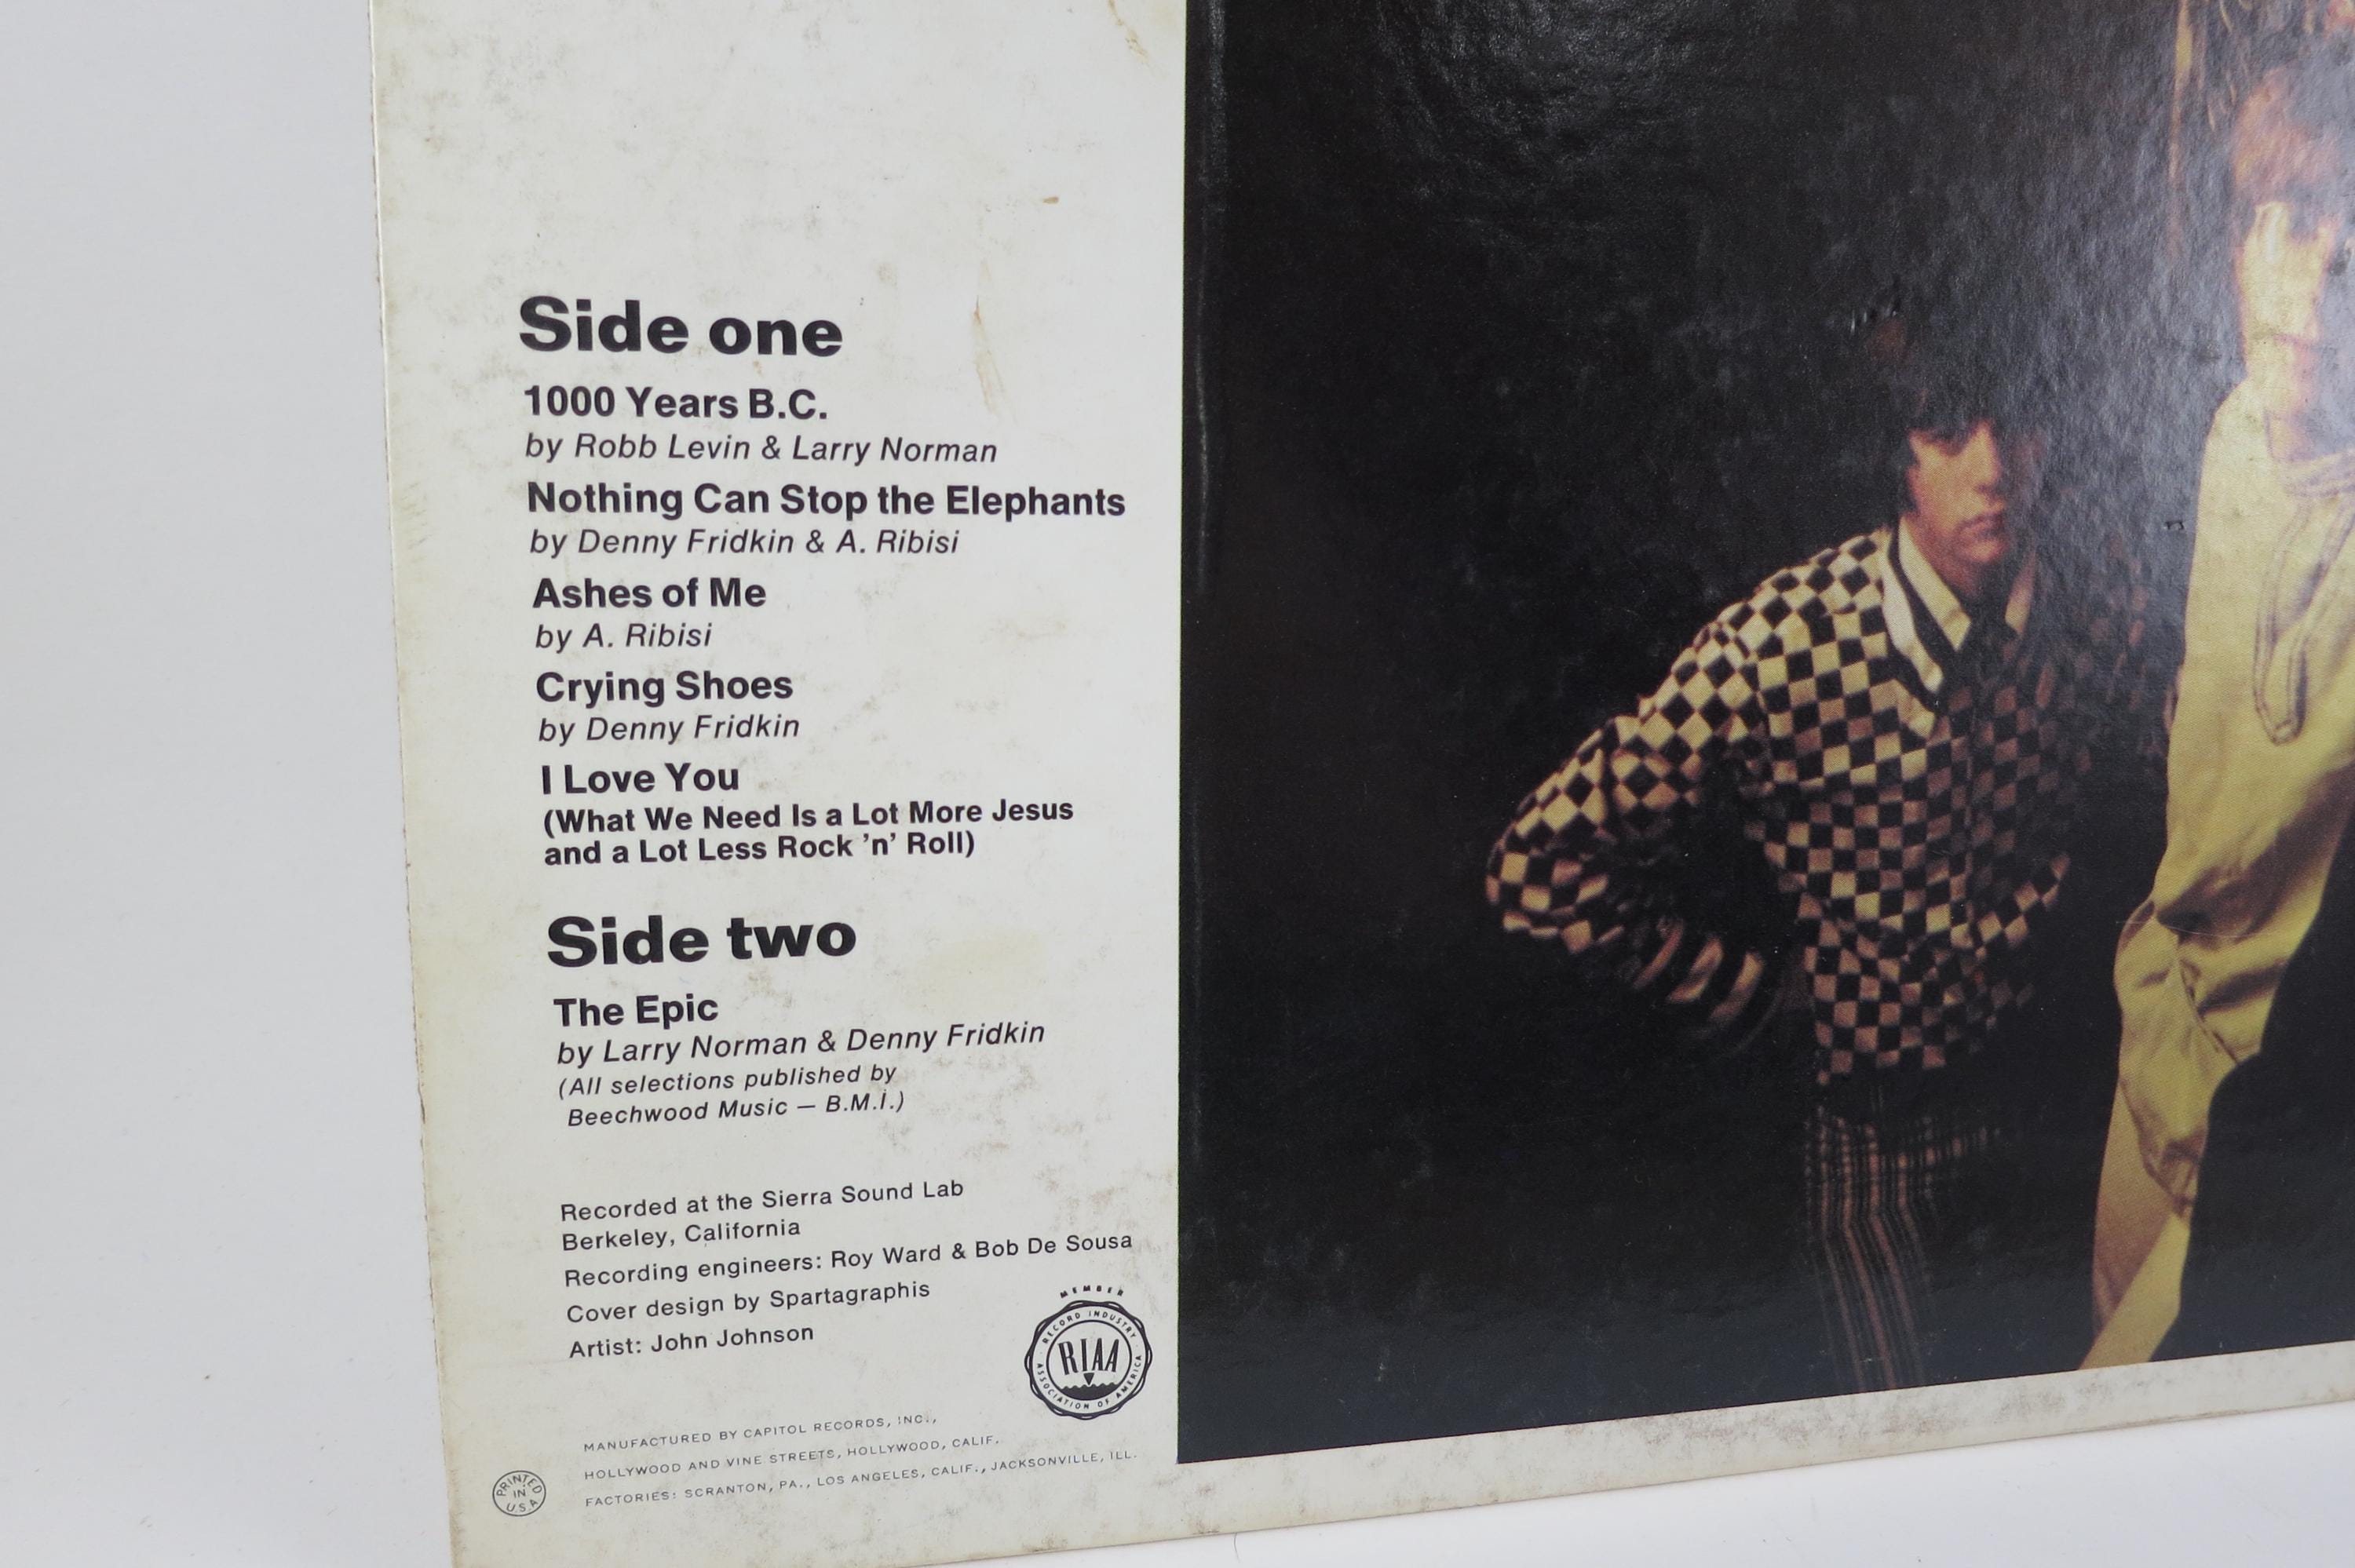 Side one
1000 Years B.C.
by Robb Levin & Larry Norman
Nothing Can Stop the Elephants
by Denny Fridkin & A. Ribisi
Ashes of Me
by A. Ribisi
Crying Shoes
by Denny Fridkin
I Love You
(What We Need Is a Lot More Jesus
and a Lot Less Rock ’n’ Roll)
Side two
The Epic
by Larry Norman & Denny Fridkin
(All selections published by
Beechwood Music — B.M.I.)
Recorded at the Sierra Sound Lab
Berkeley, California
Recording engineers: Roy Ward & Bob De Sousa
Cover design by Spartagraphis
Artist: John Johnson
MEMBER
RECORD INDUSTRY
RIAA
ASSOCIATION OF AMERICA
MANUFACTURED BY CAPITOL RECORDS, INC.,
HOLLYWOOD AND VINE STREETS, HOLLYWOOD, CALIF.
FACTORIES: SCRANTON, PA., LOS ANGELES, CALIF., JACKSONVILLE, ILL.
PRINTED
IN
U.S.A.